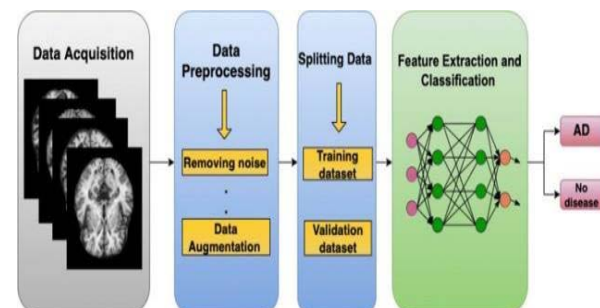 Data Acquisition
Data
Preprocessing
Removing noise
.
.
Data
Augmentation
Splitting Data
Training
dataset
Validation
dataset
Feature Extraction and
Classification
AD
No
disease